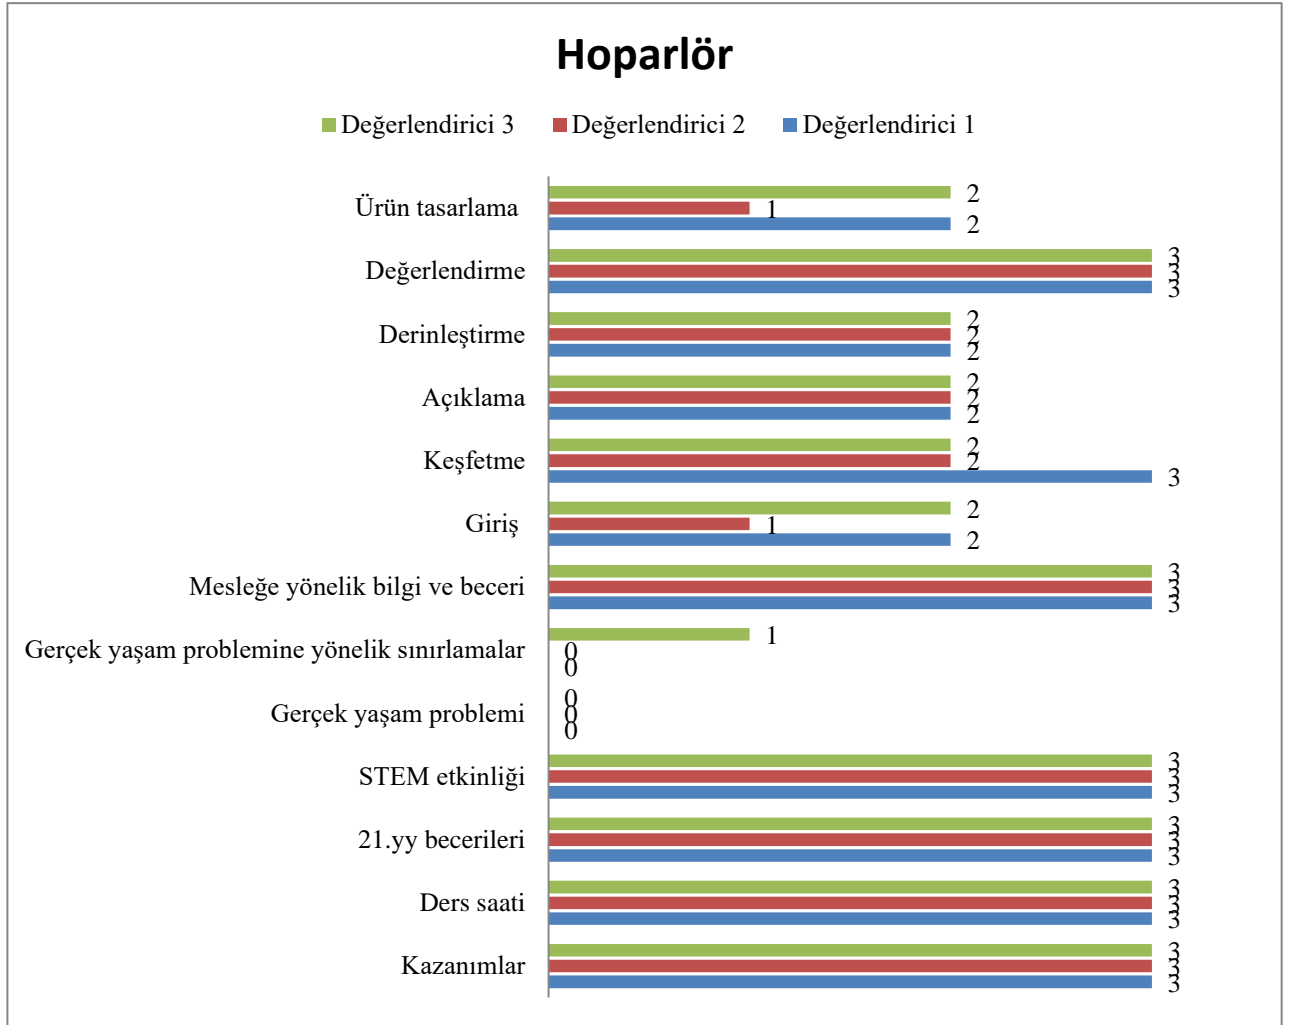 Hoparlör
Değerlendirici 3 Değerlendirici 2 Değerlendirici 1
Ürün tasarlama 2 1 2
Değerlendirme 3 3 3
Derinleştirme 2 2 2
Açıklama 2 2 2
Keşfetme 2 2 3
Giriş 2 1 2
Mesleğe yönelik bilgi ve beceri 3 3 3
Gerçek yaşam problemine yönelik sınırlamalar 1 0 0
Gerçek yaşam problemi 0 0 0
STEM etkinliği 3 3 3
21.yy becerileri 3 3 3
Ders saati 3 3 3
Kazanımlar 3 3 3